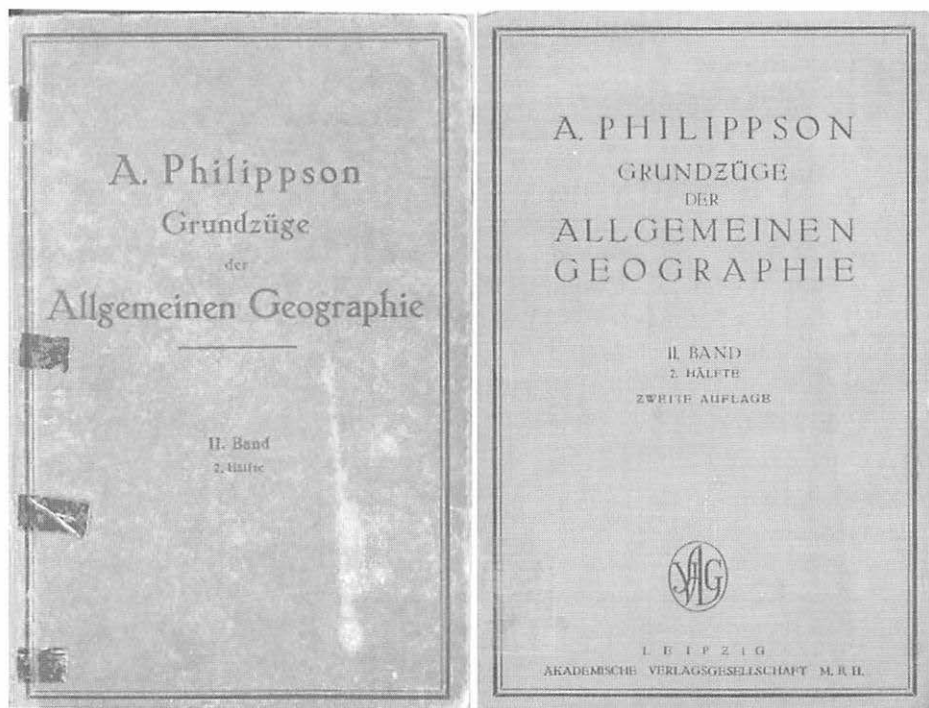 A. Philippson
Grundzüge
der
Allgemeinen Geographie
II. Band
2. Hälfte
A. PHILIPPSON
GRUNDZÜGE
DER
ALLGEMEINEN
GEOGRAPHIE
II. BAND
2. HÄLFTE
ZWEITE AUFLAGE
VAG
LEIPZIG
AKADEMISCHE VERLAGSGESELLSCHAFT M. B. H.